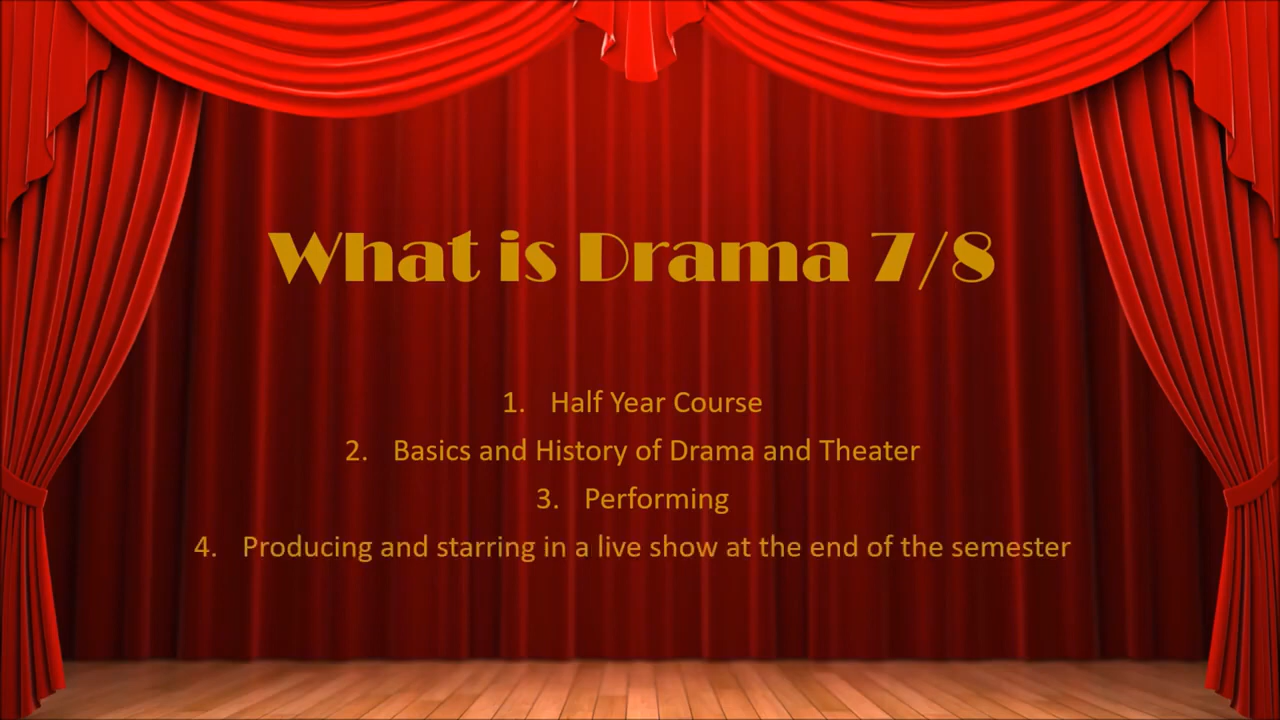 What is Drama 7/8
1. Half Year Course
2. Basics and History of Drama and Theater
3. Performing
4. Producing and starring in a live show at the end of the semester